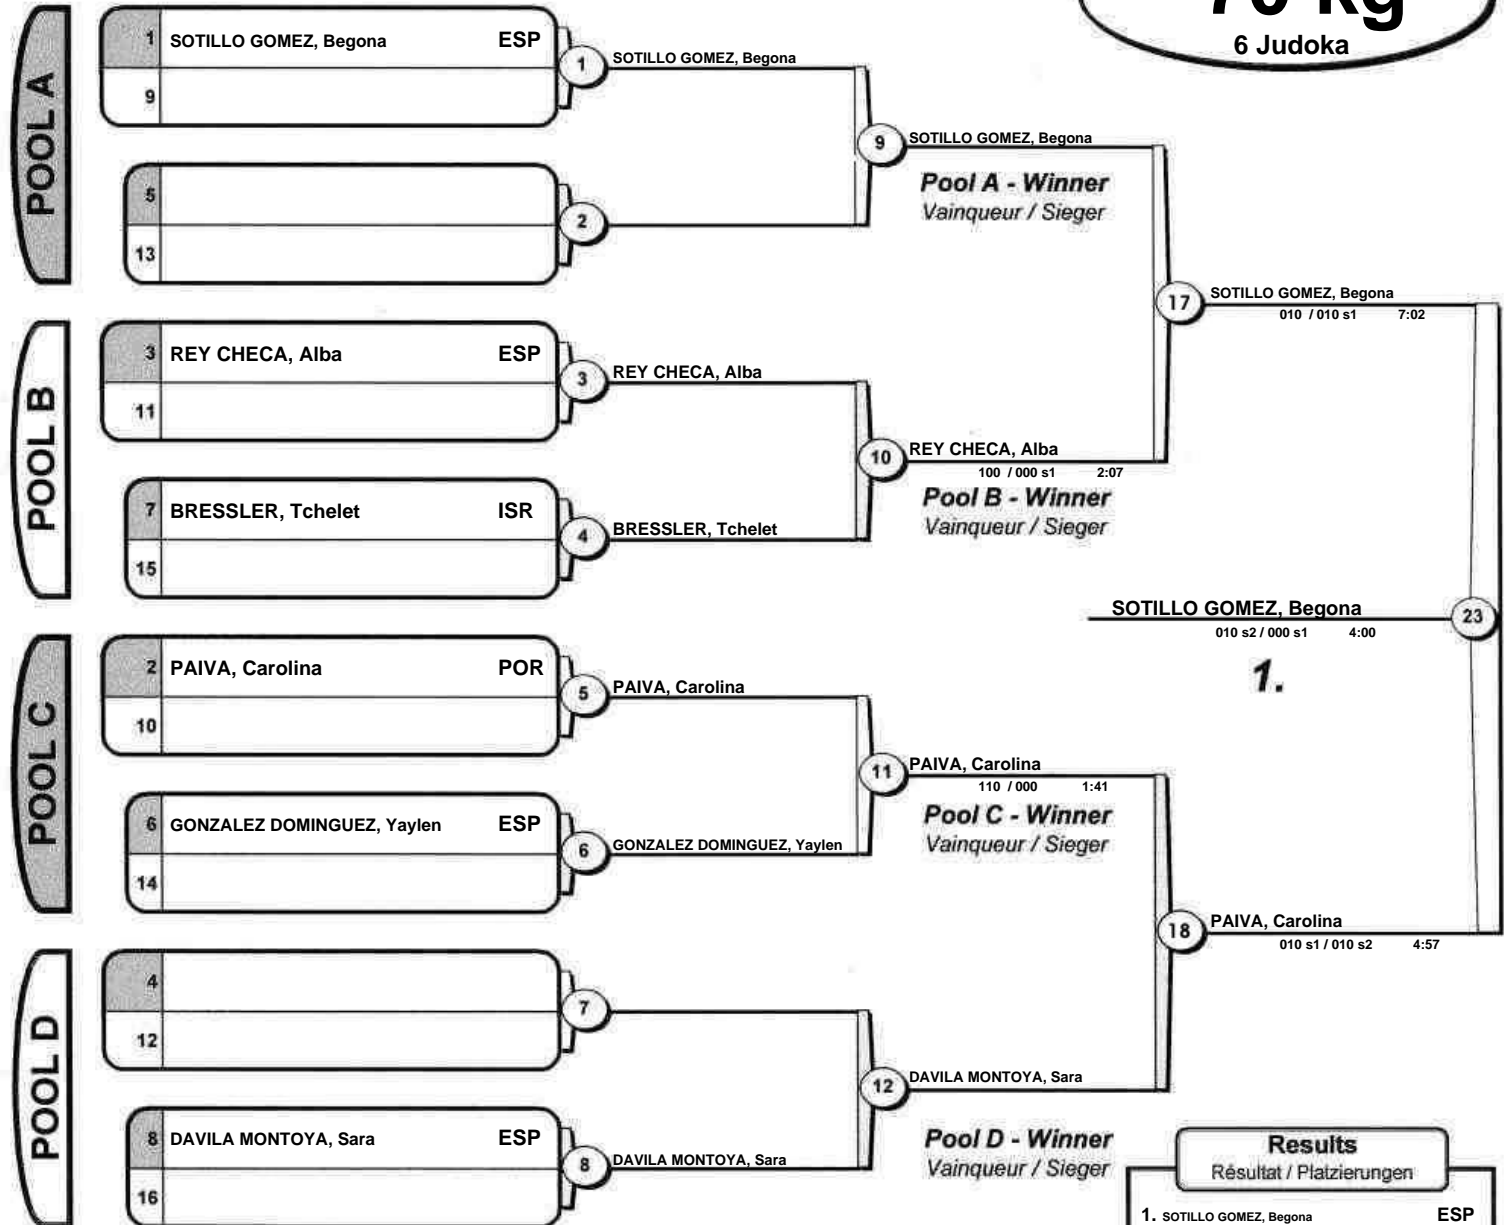 6 Judoka
POOL A
1 SOTILLO GOMEZ, Begona ESP
9
5
13
1 SOTILLO GOMEZ, Begona
2
9 SOTILLO GOMEZ, Begona
Pool A - Winner
Vainqueur / Sieger
POOL B
3 REY CHECA, Alba ESP
11
7 BRESSLER, Tchelet ISR
15
3 REY CHECA, Alba
4 BRESSLER, Tchelet
10 REY CHECA, Alba
100 / 000 s1 2:07
Pool B - Winner
Vainqueur / Sieger
17 SOTILLO GOMEZ, Begona
010 / 010 s1 7:02
POOL C
2 PAIVA, Carolina POR
10
6 GONZALEZ DOMINGUEZ, Yaylen ESP
14
5 PAIVA, Carolina
6 GONZALEZ DOMINGUEZ, Yaylen
11 PAIVA, Carolina
110 / 000 1:41
Pool C - Winner
Vainqueur / Sieger
POOL D
4
12
8 DAVILA MONTOYA, Sara ESP
16
7
8 DAVILA MONTOYA, Sara
12 DAVILA MONTOYA, Sara
Pool D - Winner
Vainqueur / Sieger
18 PAIVA, Carolina
010 s1 / 010 s2 4:57
SOTILLO GOMEZ, Begona 23
010 s2 / 000 s1 4:00
1.
Results
Résultat / Platzierungen
1. SOTILLO GOMEZ, Begona ESP